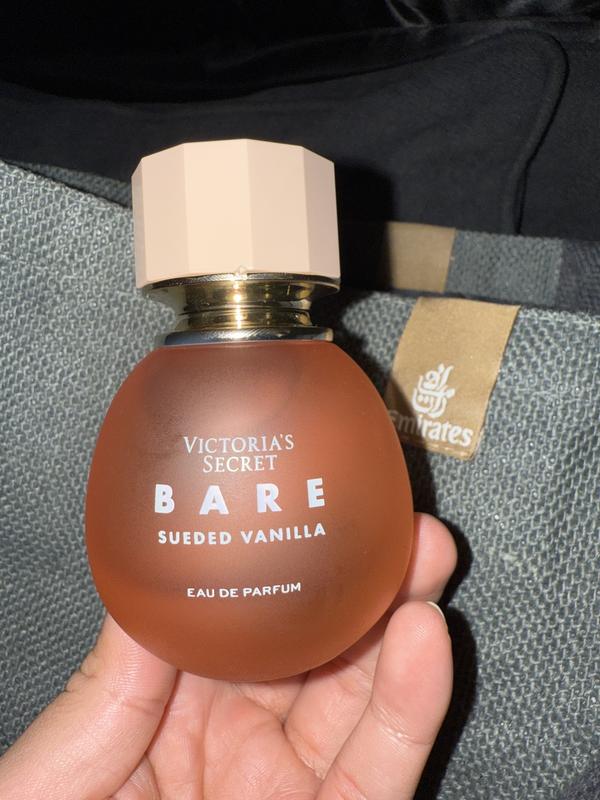 VICTORIA'S
SECRET
BARE
SUEDED VANILLA
EAU DE PARFUM
emirates